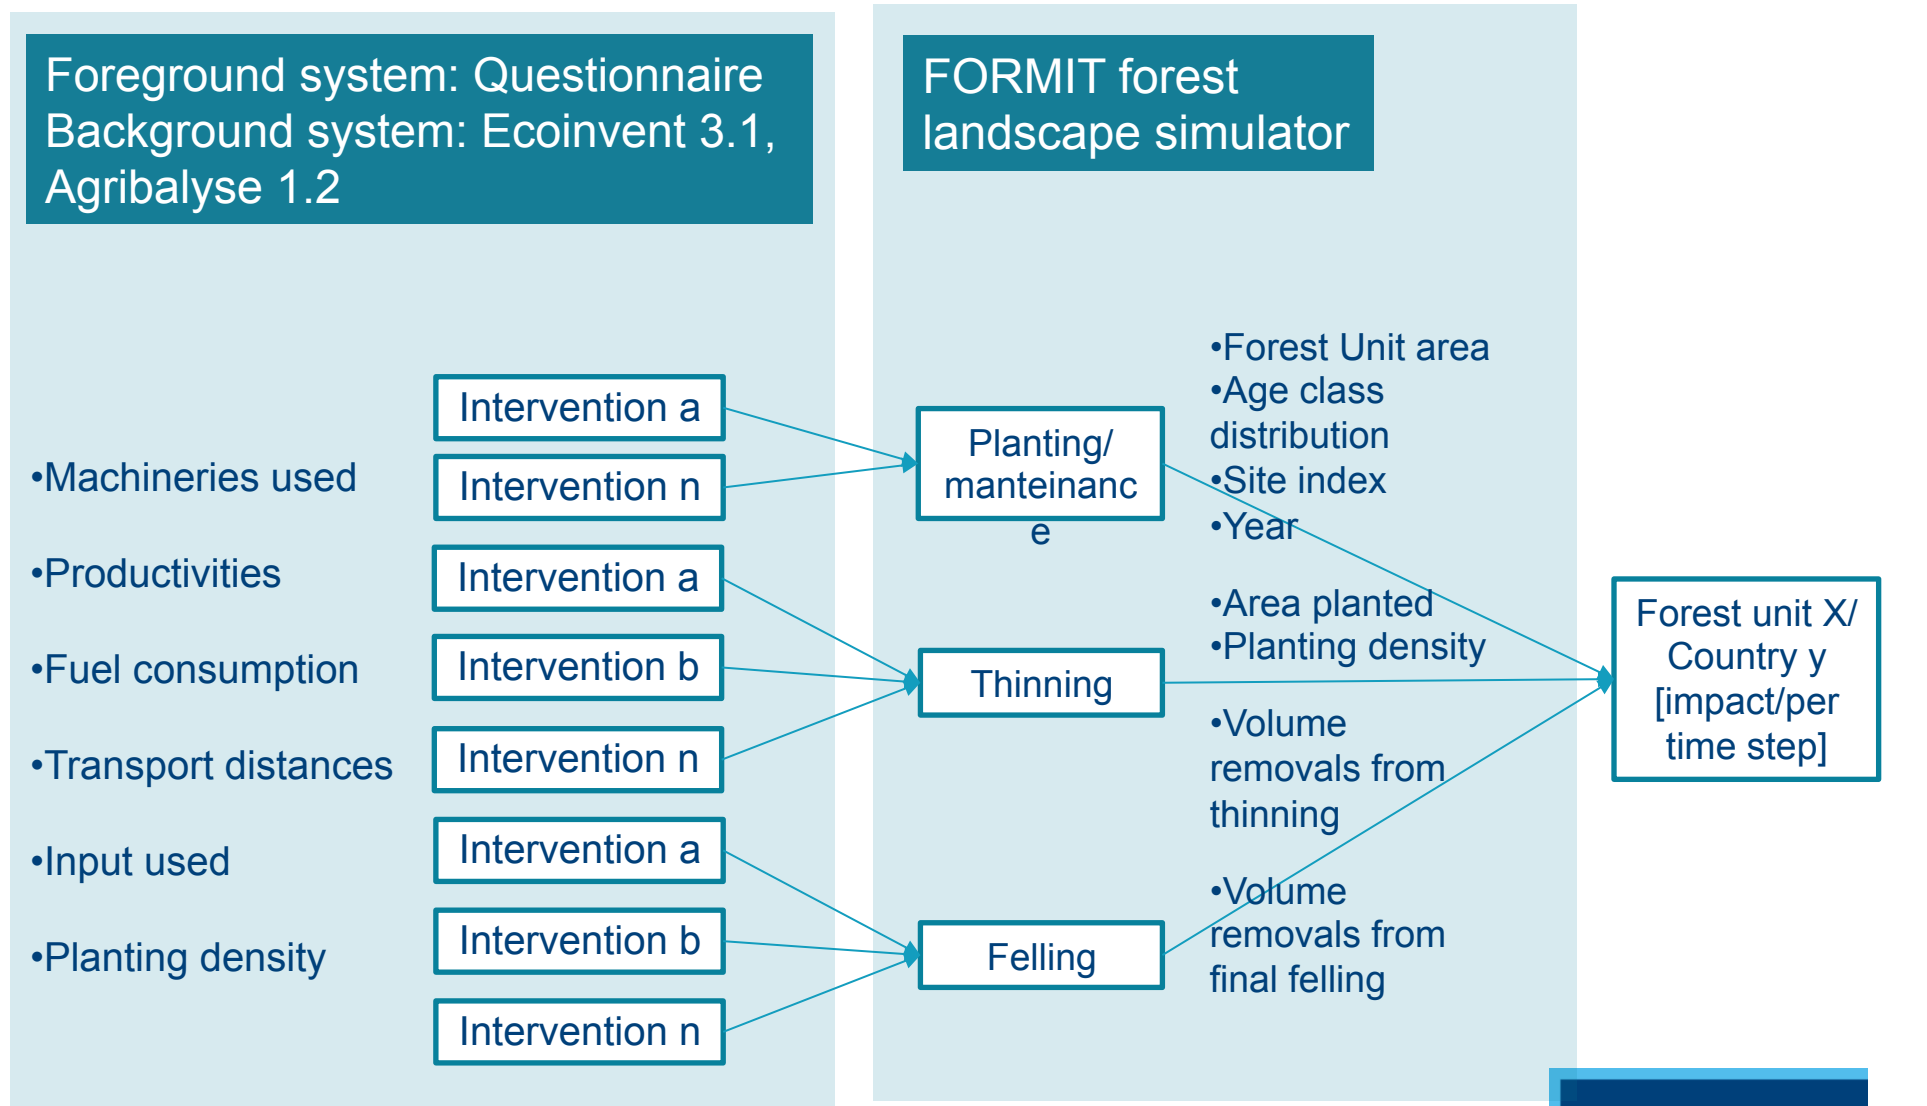 Foreground system: Questionnaire
Background system: Ecoinvent 3.1,
Agribalyse 1.2
•Machineries used
•Productivities
•Fuel consumption
•Transport distances
•Input used
•Planting density
Intervention a
Intervention n
Intervention a
Intervention b
Intervention n
Intervention a
Intervention b
Intervention n
FORMIT forest
landscape simulator
Planting/
manteinanc
e
Thinning
Felling
•Forest Unit area
•Age class
distribution
•Site index
•Year
•Area planted
•Planting density
•Volume
removals from
thinning
•Volume
removals from
final felling
Forest unit X/
Country y
[impact/per
time step]